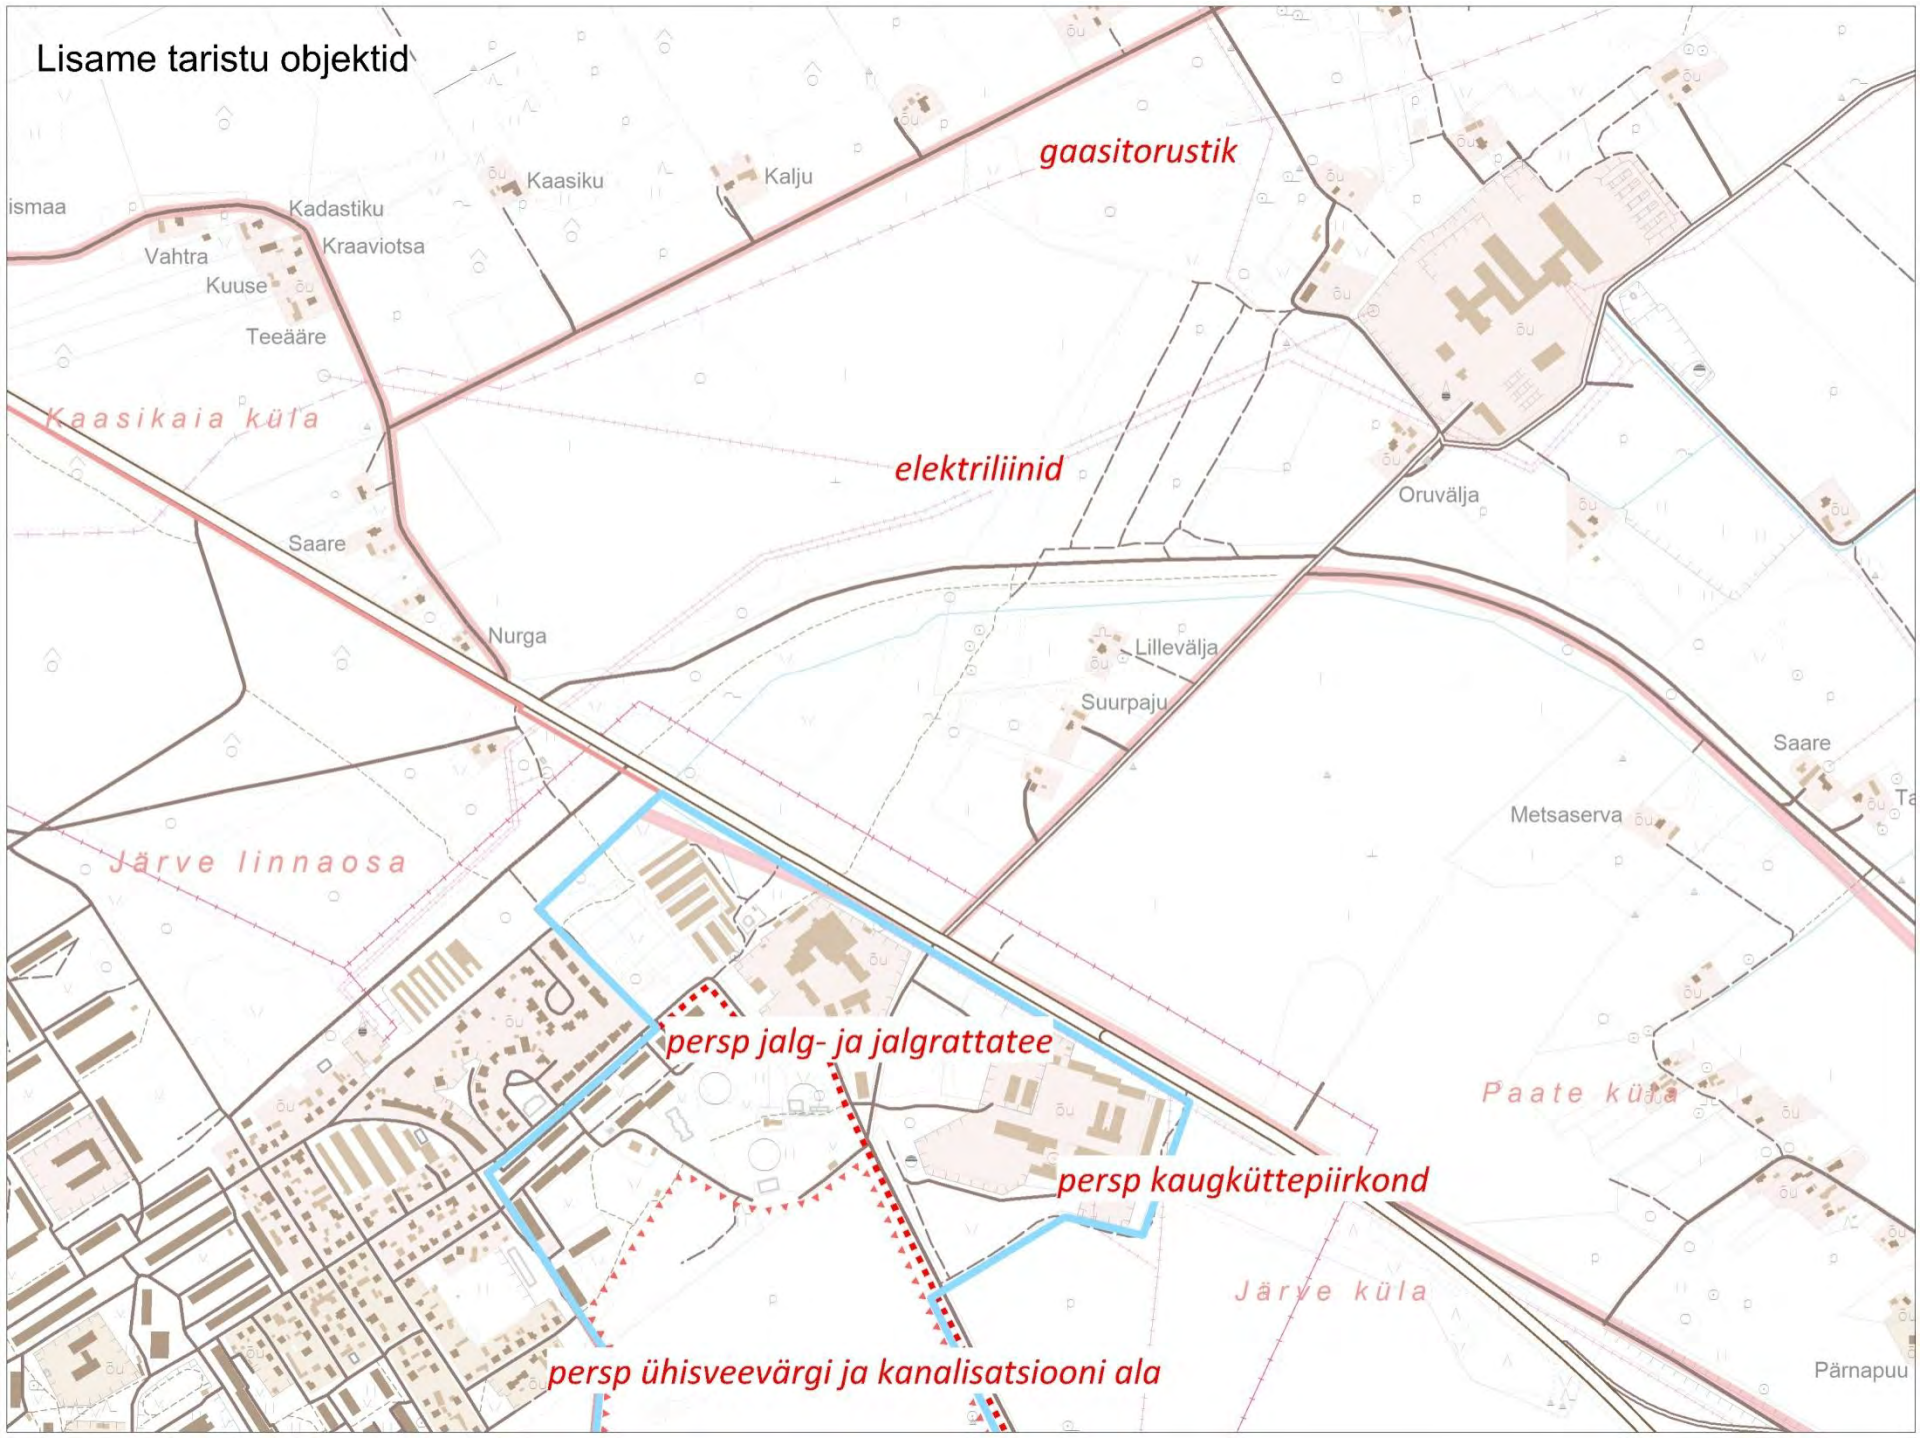 Lisame taristu objektid
gaasitorustik
Kaasiku
Kalju
ismaa
Kadastiku
Kraaviotsa
Vahtra
Kuuse
õu
Teeääre
Kaasikaia küla
elektriliinid
Oruvälja
Saare
Nurga
Lillevälja
Suurpaju
Saare
Ta
Metsaserva
Järve linnaosa
persp jalg- ja jalgrattatee
Paate küla
persp kaugküttepiirkond
Järve küla
persp ühisveevärgi ja kanalisatsiooni ala
Pärnapuu